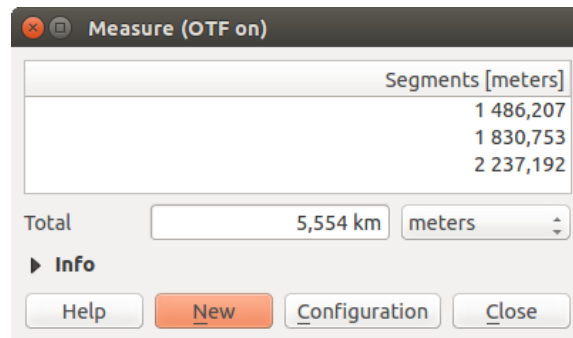 Measure (OTF on)
Segments [meters]
1 486,207
1 830,753
2 237,192
Total 5,554 km meters
Info
Help New Configuration Close